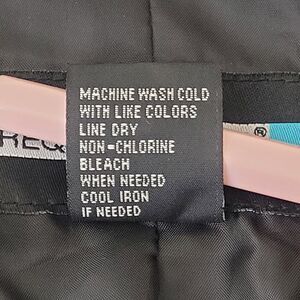 MACHINE WASH COLD
WITH LIKE COLORS
LINE DRY
NON-CHLORINE
BLEACH
WHEN NEEDED
COOL IRON
IF NEEDED
®